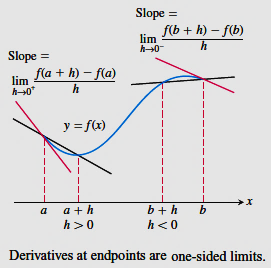 Slope =
lim f(b + h) − f(b)
h→0⁻ h
Slope =
lim f(a + h) − f(a)
h→0⁺ h
y = f(x)
x
a a + h b + h b
h > 0 h < 0
Derivatives at endpoints are one-sided limits.